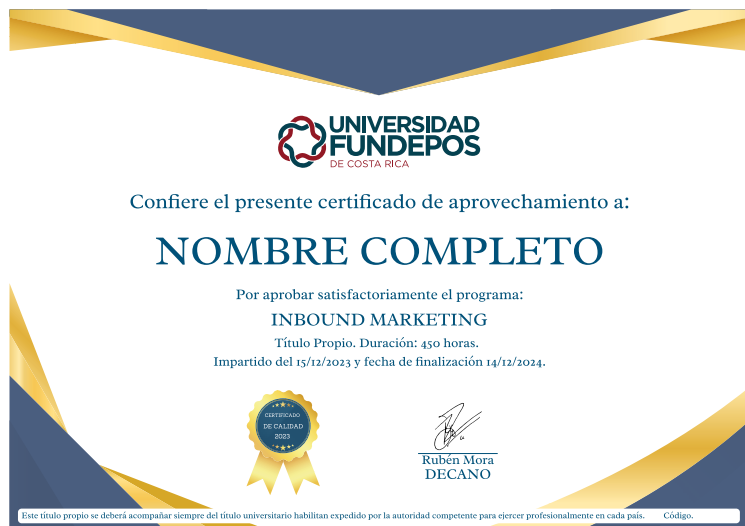 UNIVERSIDAD
FUNDEPOS
DE COSTA RICA
Confiere el presente certificado de aprovechamiento a:
NOMBRE COMPLETO
Por aprobar satisfactoriamente el programa:
INBOUND MARKETING
Título Propio. Duración: 450 horas.
Impartido del 15/12/2023 y fecha de finalización 14/12/2024.
CERTIFICADO
DE CALIDAD
2023
Rubén Mora
DECANO
Este título propio se deberá acompañar siempre del título universitario habilitan expedido por la autoridad competente para ejercer profesionalmente en cada país. Código.